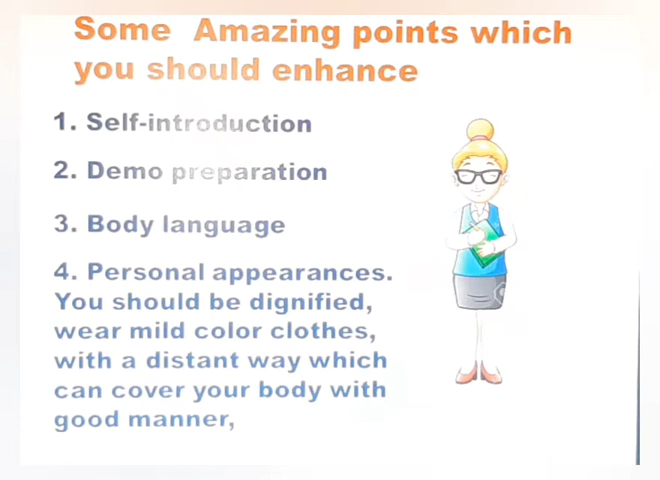 Some Amazing points which
you should enhance
1. Self-introduction
2. Demo preparation
3. Body language
4. Personal appearances.
You should be dignified,
wear mild color clothes,
with a distant way which
can cover your body with
good manner,